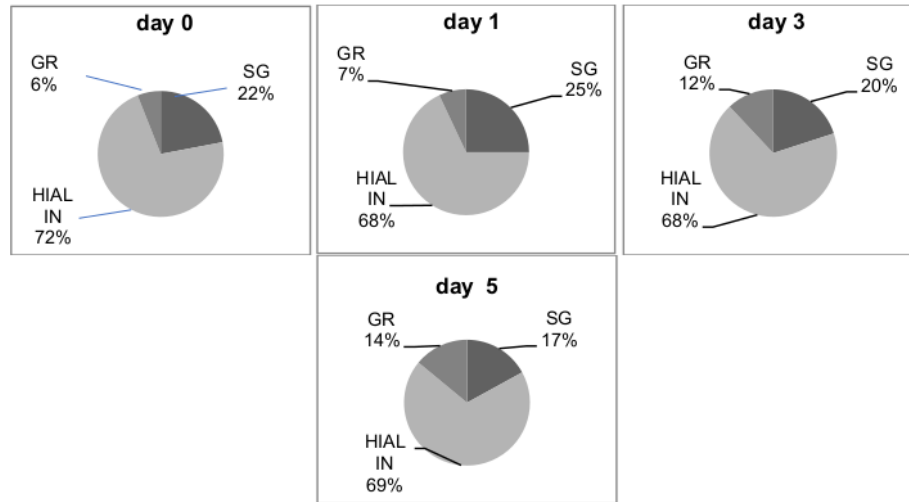 day 0
GR
6%
SG
22%
HIAL
IN
72%
day 1
GR
7%
SG
25%
HIAL
IN
68%
day 3
GR
12%
SG
20%
HIAL
IN
68%
day 5
GR
14%
SG
17%
HIAL
IN
69%